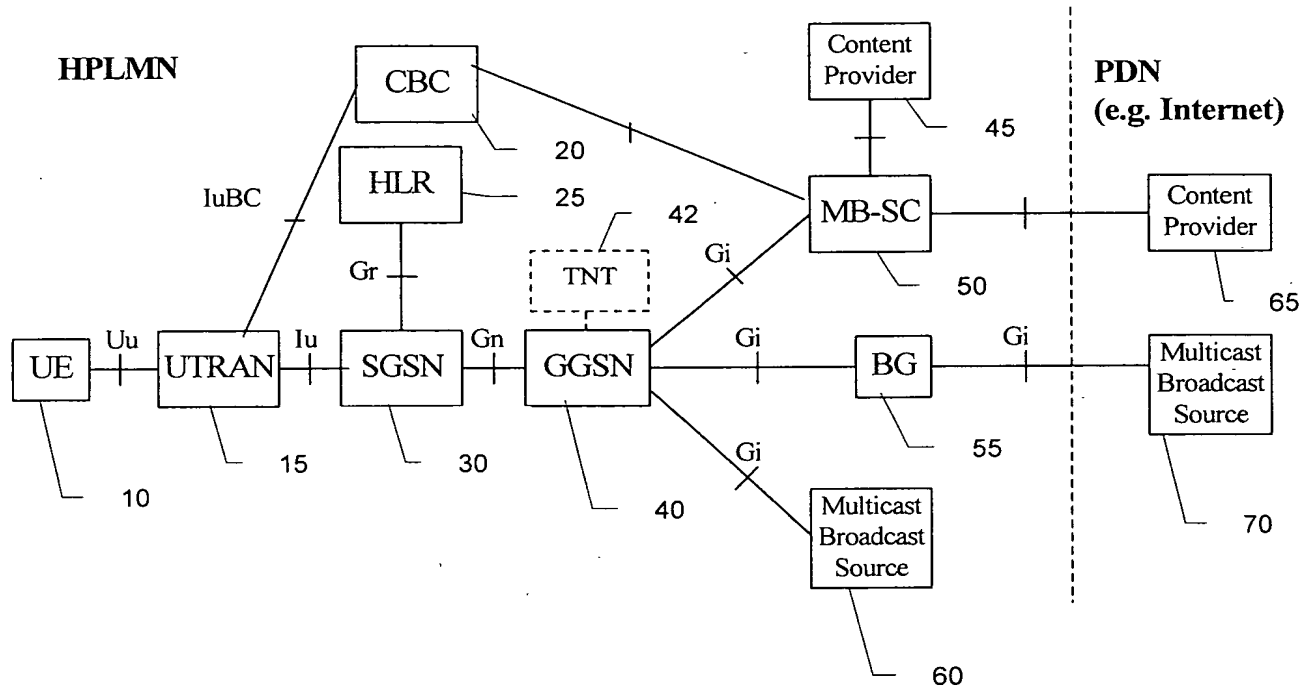 HPLMN
CBC
20
Content
Provider
45
PDN
(e.g. Internet)
HLR
25
IuBC
MB-SC
50
Content
Provider
65
42
TNT
Gr
Gi
UE
10
Uu
UTRAN
15
Iu
SGSN
30
Gn
GGSN
40
Gi
BG
55
Gi
Multicast
Broadcast
Source
70
Gi
Multicast
Broadcast
Source
60